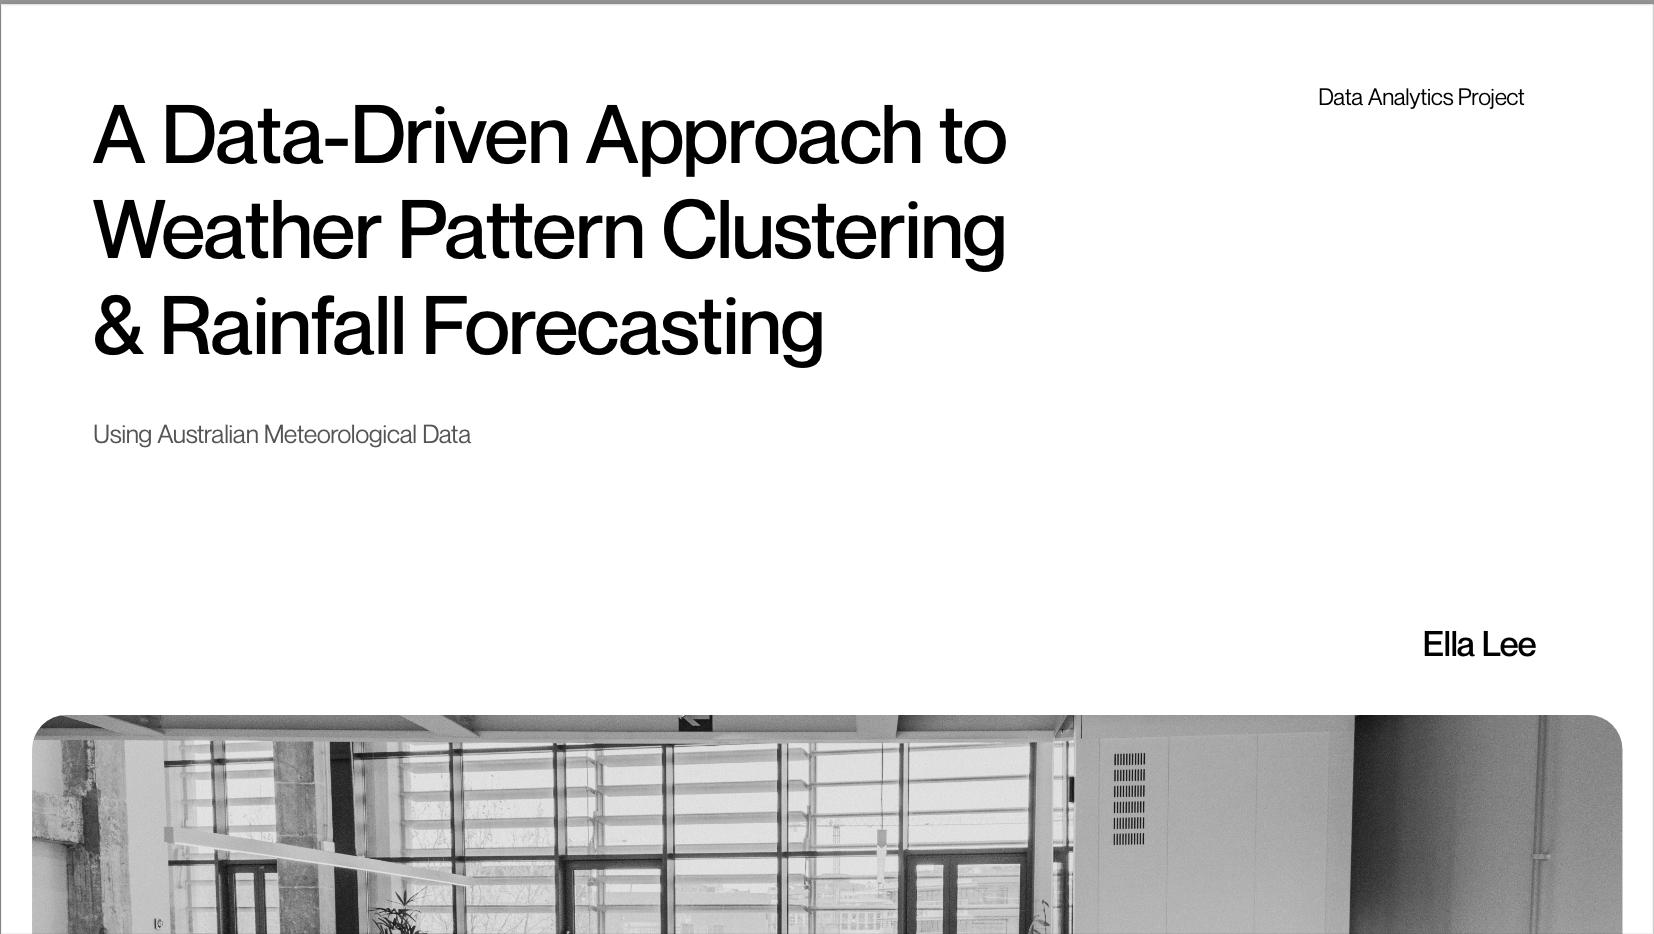 A Data-Driven Approach to
Weather Pattern Clustering
& Rainfall Forecasting
Data Analytics Project
Using Australian Meteorological Data
Ella Lee